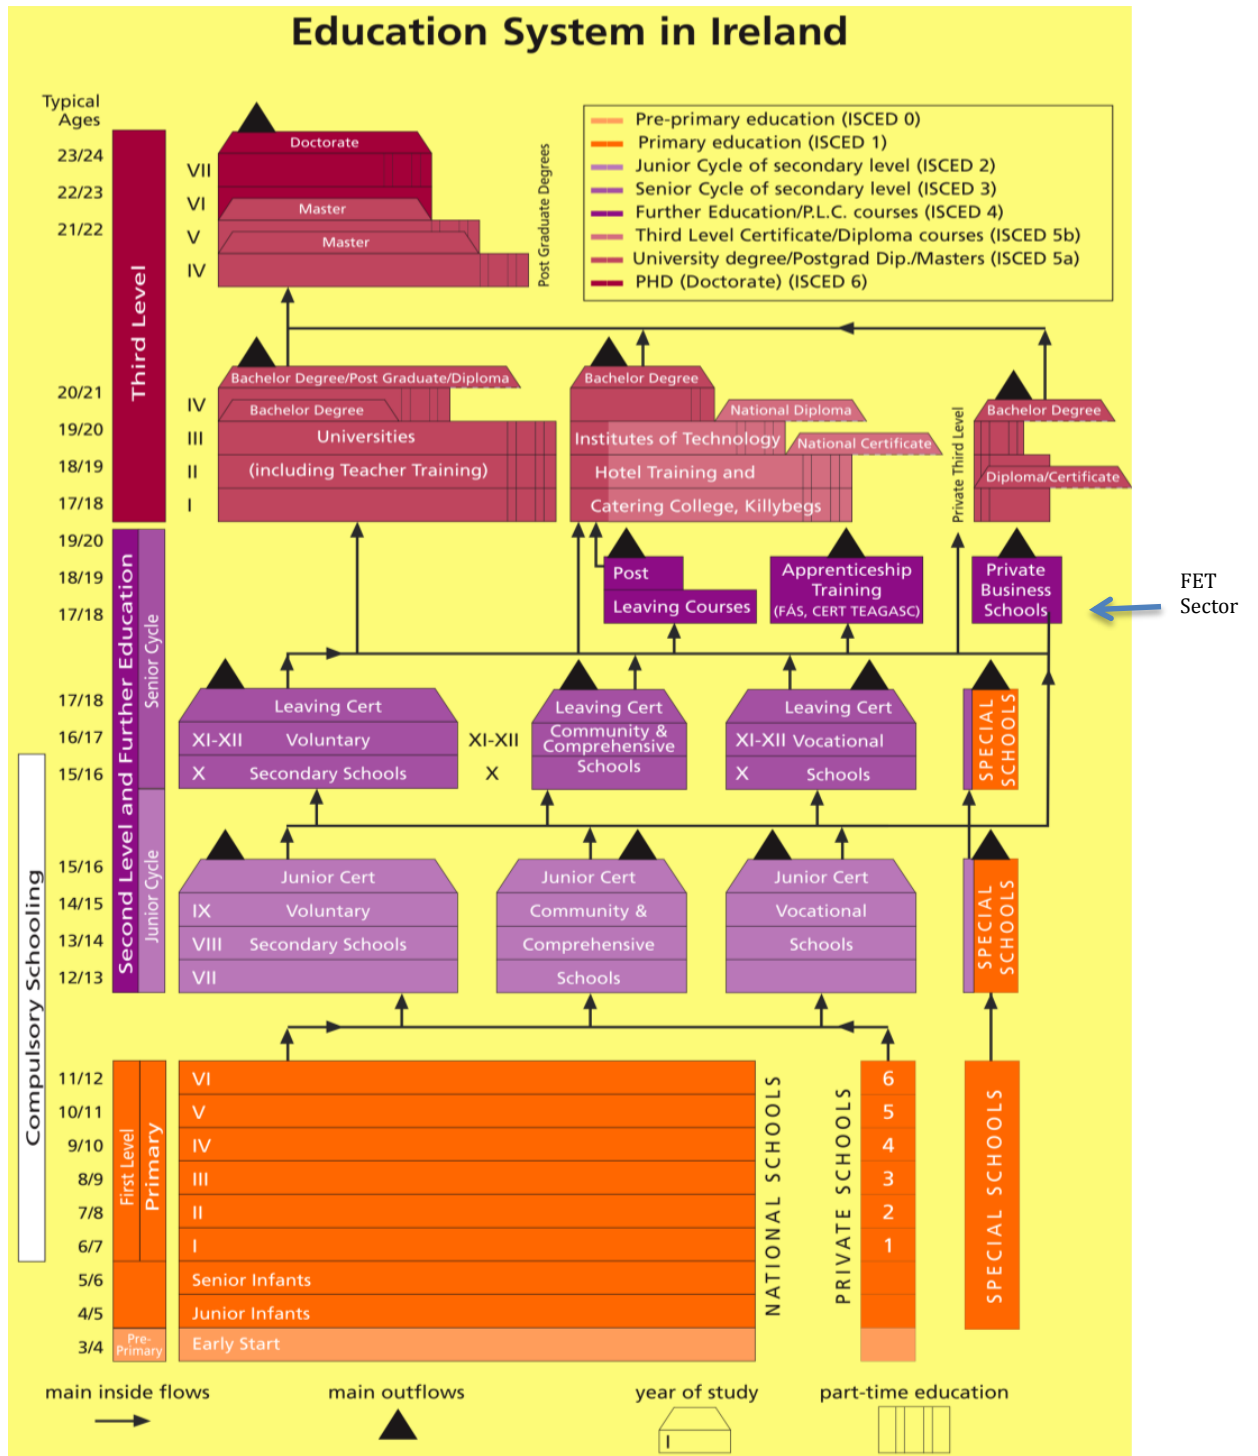 Education System in Ireland
Typical
Ages
Pre-primary education (ISCED 0)
Primary education (ISCED 1)
Junior Cycle of secondary level (ISCED 2)
Senior Cycle of secondary level (ISCED 3)
Further Education/P.L.C. courses (ISCED 4)
Third Level Certificate/Diploma courses (ISCED 5b)
University degree/Postgrad Dip./Masters (ISCED 5a)
PHD (Doctorate) (ISCED 6)
23/24
22/23
21/22
Third Level
VII
VI
V
IV
Doctorate
Master
Master
Post Graduate Degrees
20/21
19/20
18/19
17/18
IV
III
II
I
Bachelor Degree/Post Graduate/Diploma
Bachelor Degree
Universities
(including Teacher Training)
Bachelor Degree
National Diploma
Institutes of Technology
National Certificate
Hotel Training and
Catering College, Killybegs
Private Third Level
Bachelor Degree
Diploma/Certificate
19/20
18/19
17/18
Second Level and Further Education
Senior Cycle
Post
Leaving Courses
Apprenticeship
Training
(FÁS, CERT TEAGASC)
Private
Business
Schools
FET
Sector
17/18
16/17
15/16
Leaving Cert
XI-XII Voluntary
X Secondary Schools
XI-XII
X
Leaving Cert
Community &
Comprehensive
Schools
Leaving Cert
XI-XII Vocational
X Schools
SPECIAL
SCHOOLS
Compulsory Schooling
Junior Cycle
15/16
14/15
13/14
12/13
Junior Cert
IX Voluntary
VIII Secondary Schools
VII
Junior Cert
Community &
Comprehensive
Schools
Junior Cert
Vocational
Schools
SPECIAL
SCHOOLS
11/12
10/11
9/10
8/9
7/8
6/7
5/6
4/5
3/4
First Level
Primary
Pre-
Primary
VI
V
IV
III
II
I
Senior Infants
Junior Infants
Early Start
NATIONAL SCHOOLS
PRIVATE SCHOOLS
6
5
4
3
2
1
SPECIAL SCHOOLS
main inside flows
main outflows
year of study
I
part-time education